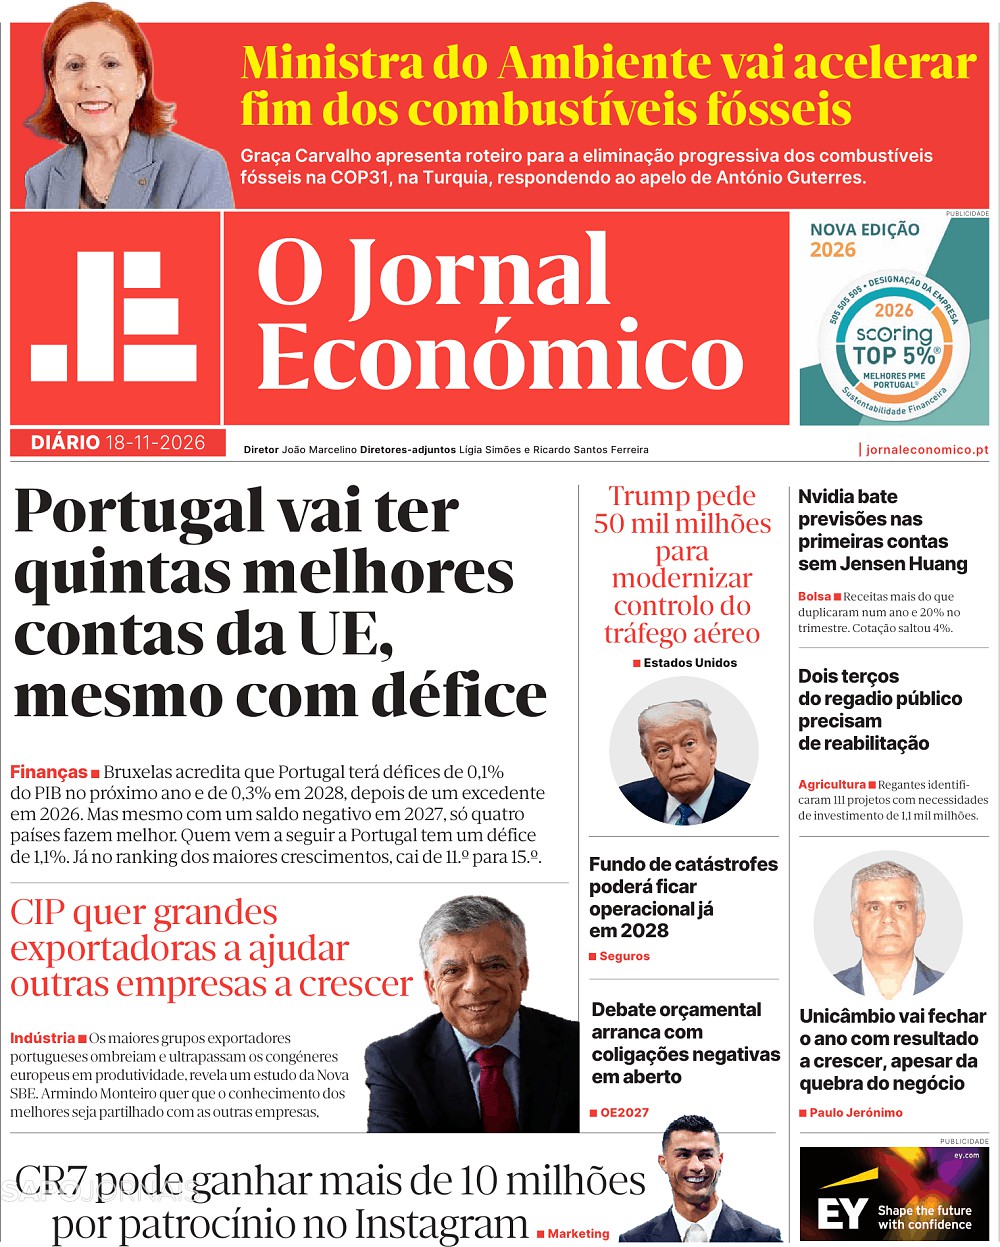 Ministra do Ambiente vai acelerar
fim dos combustíveis fósseis
Graça Carvalho apresenta roteiro para a eliminação progressiva dos combustíveis
fósseis na COP31, na Turquia, respondendo ao apelo de António Guterres.
PUBLICIDADE
O Jornal
Económico
NOVA EDIÇÃO
2026
505 505 505 • DESIGNAÇÃO DA EMPRESA
2026
scoring
TOP 5%®
MELHORES PME
PORTUGAL®
Sustentabilidade Financeira
DIÁRIO 18-11-2026
Diretor João Marcelino Diretores-adjuntos Lígia Simões e Ricardo Santos Ferreira
| jornaleconomico.pt
Portugal vai ter
quintas melhores
contas da UE,
mesmo com défice
Finanças ■ Bruxelas acredita que Portugal terá défices de 0,1%
do PIB no próximo ano e de 0,3% em 2028, depois de um excedente
em 2026. Mas mesmo com um saldo negativo em 2027, só quatro
países fazem melhor. Quem vem a seguir a Portugal tem um défice
de 1,1%. Já no ranking dos maiores crescimentos, cai de 11.º para 15.º.
CIP quer grandes
exportadoras a ajudar
outras empresas a crescer
Indústria ■ Os maiores grupos exportadores
portugueses ombreiam e ultrapassam os congéneres
europeus em produtividade, revela um estudo da Nova
SBE. Armindo Monteiro quer que o conhecimento dos
melhores seja partilhado com as outras empresas.
Trump pede
50 mil milhões
para
modernizar
controlo do
tráfego aéreo
■ Estados Unidos
Fundo de catástrofes
poderá ficar
operacional já
em 2028
■ Seguros
Debate orçamental
arranca com
coligações negativas
em aberto
■ OE2027
Nvidia bate
previsões nas
primeiras contas
sem Jensen Huang
Bolsa ■ Receitas mais do que
duplicaram num ano e 20% no
trimestre. Cotação saltou 4%.
Dois terços
do regadio público
precisam
de reabilitação
Agricultura ■ Regantes identifi-
caram 111 projetos com necessidades
de investimento de 1,1 mil milhões.
Unicâmbio vai fechar
o ano com resultado
a crescer, apesar da
quebra do negócio
■ Paulo Jerónimo
CR7 pode ganhar mais de 10 milhões
por patrocínio no Instagram ■ Marketing
SAPOJORNAIS
PUBLICIDADE
ey.com
EY
Shape the future
with confidence